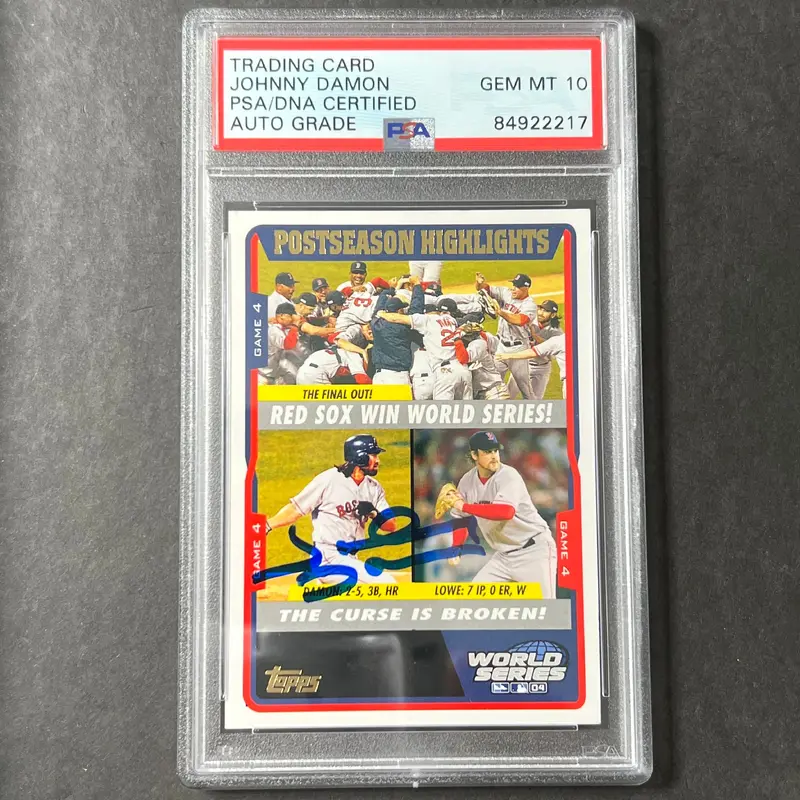 TRADING CARD
JOHNNY DAMON GEM MT 10
PSA/DNA CERTIFIED
AUTO GRADE PSA 84922217
POSTSEASON HIGHLIGHTS
GAME 4
THE FINAL OUT!
RED SOX WIN WORLD SERIES!
GAME 4
GAME 4
DAMON: 2-5, 3B, HR
LOWE: 7 IP, 0 ER, W
THE CURSE IS BROKEN!
Topps
WORLD
SERIES
04
PSA